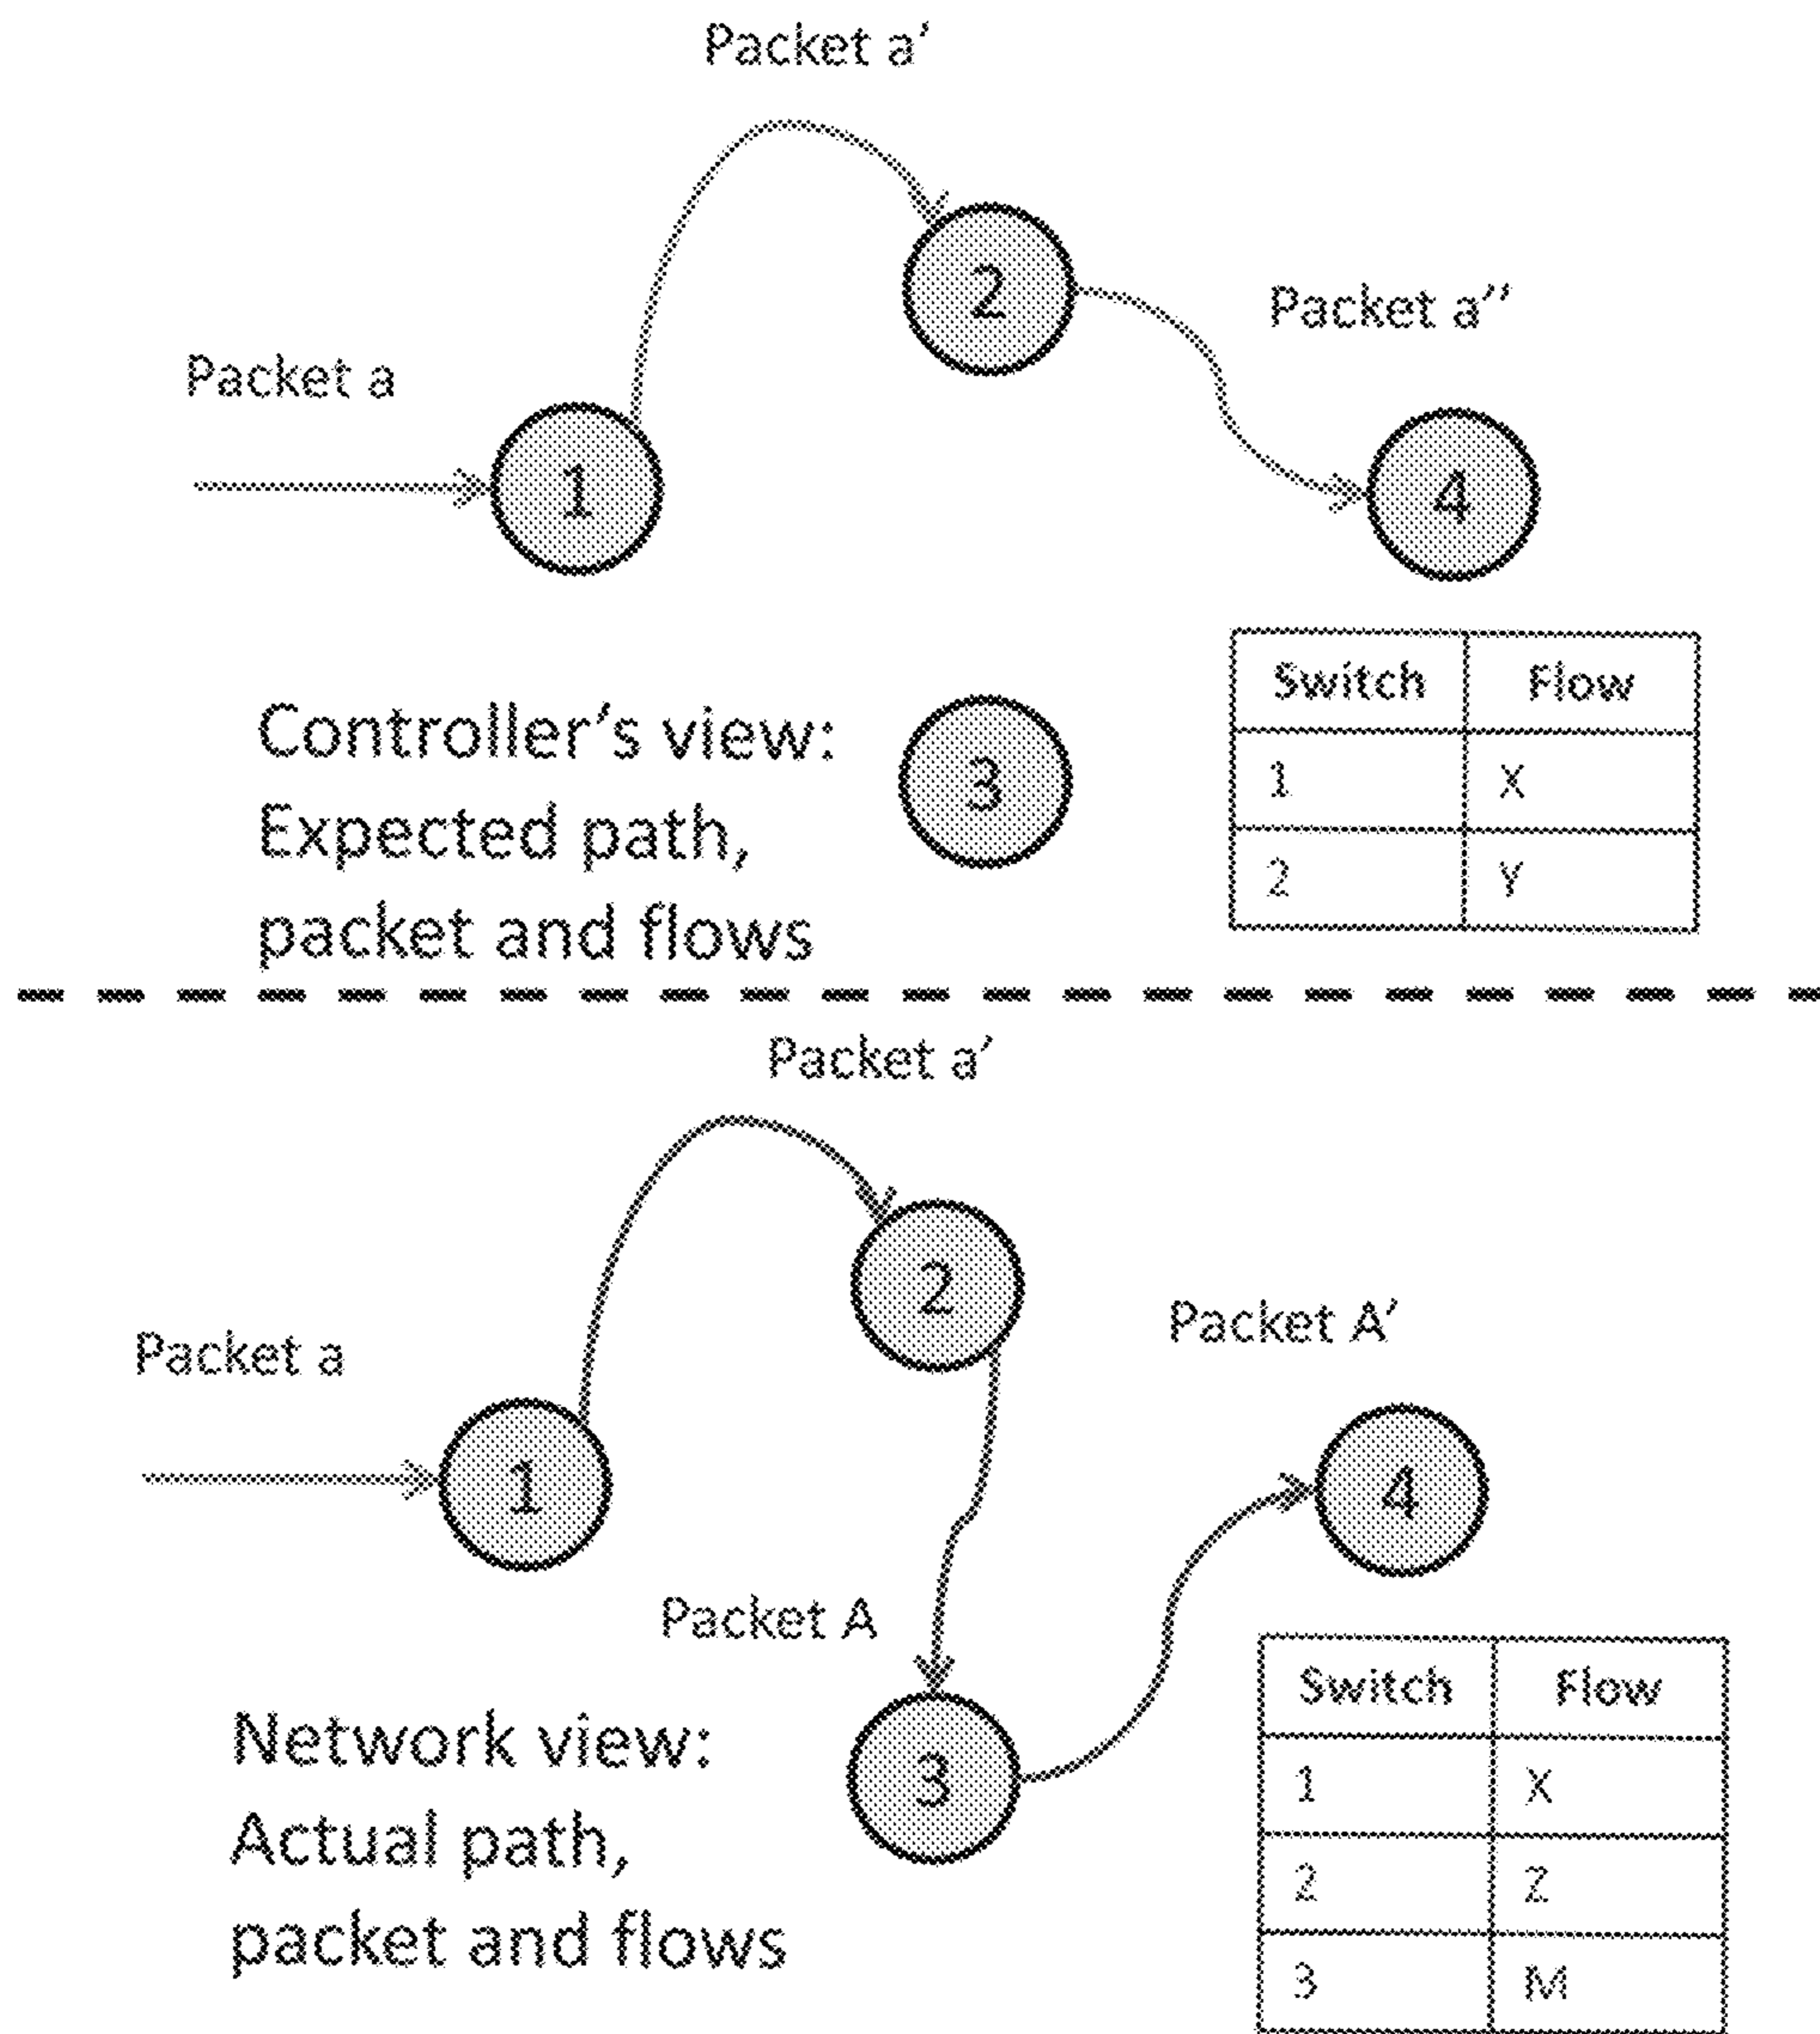 Packet a′
2
Packet a′′
Packet a
1
4
Controller's view:
Expected path,
packet and flows
3
Switch Flow
1 X
2 Y
Packet a′
2
Packet A′
Packet a
1
4
Packet A
Network view:
Actual path,
packet and flows
3
Switch Flow
1 X
2 Z
3 M